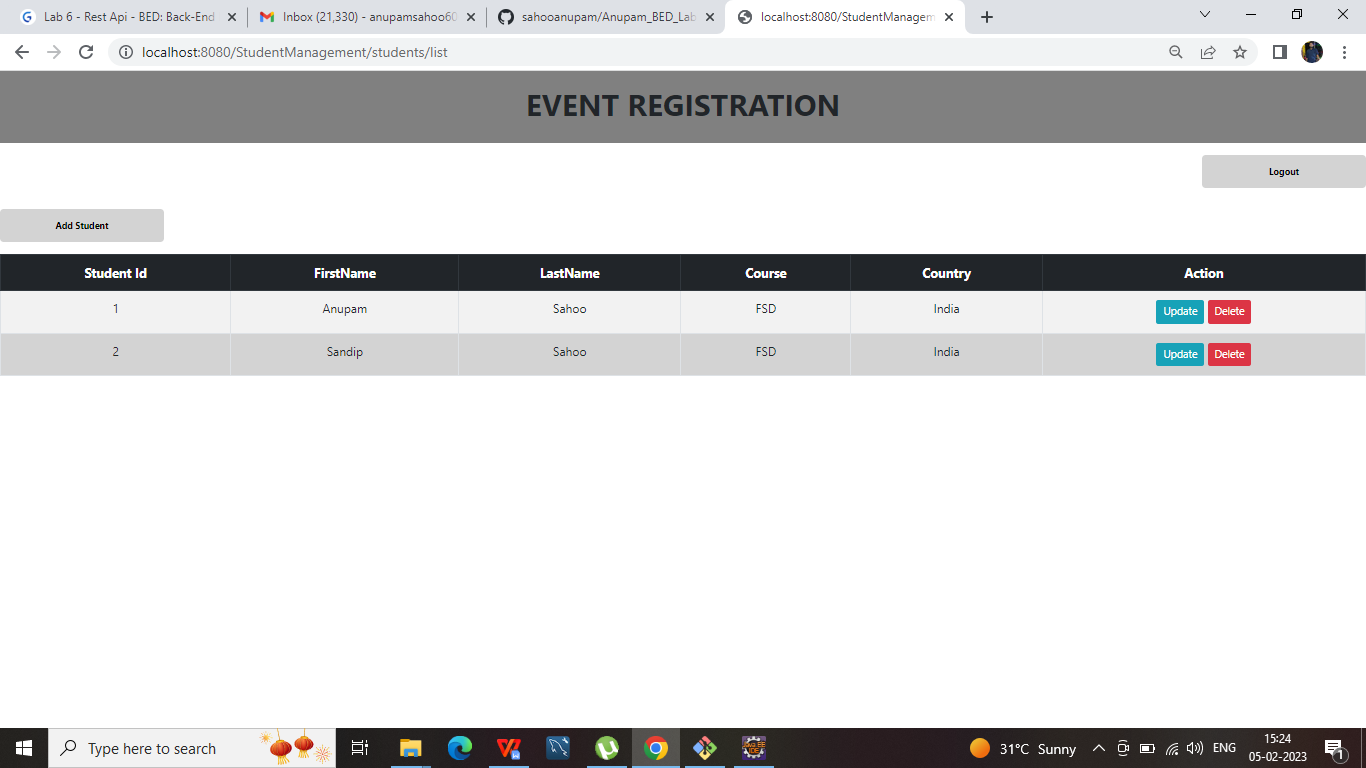 Lab 6 - Rest Api - BED: Back-End
Inbox (21,330) - anupamsahoo60
sahooanupam/Anupam_BED_Lab
localhost:8080/StudentManagem
localhost:8080/StudentManagement/students/list
EVENT REGISTRATION
Logout
Add Student
Student Id FirstName LastName Course Country Action
1 Anupam Sahoo FSD India Update Delete
2 Sandip Sahoo FSD India Update Delete
Type here to search
31°C Sunny
ENG
15:24
05-02-2023
1